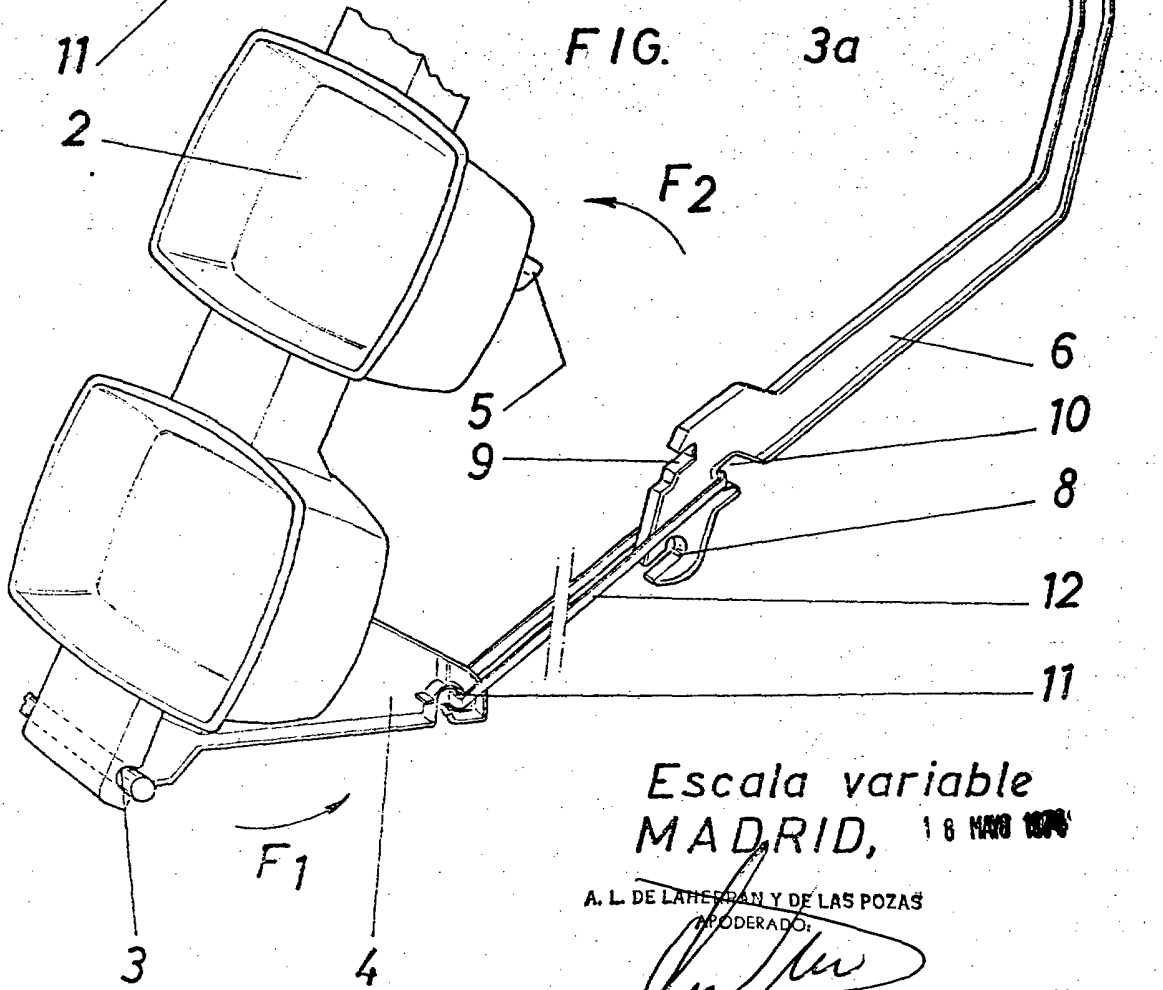 11
FIG. 3a
2
F2
6
5
10
9
8
12
11
Escala variable
MADRID, 18 MAYO
F1
A. L. DE LAHERRAN Y DE LAS POZAS
APODERADO:
3
4